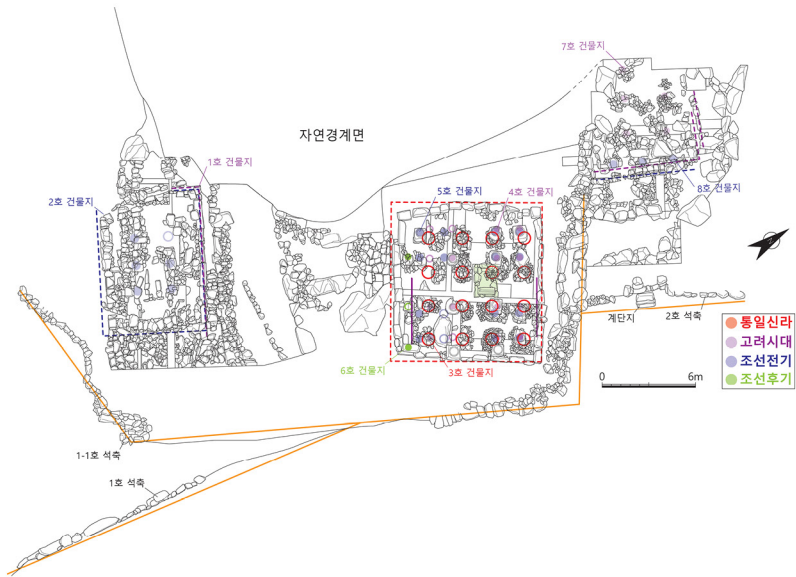 7호 건물지
자연경계면
1호 건물지
2호 건물지
5호 건물지
4호 건물지
8호 건물지
계단지
2호 석축
통일신라
고려시대
조선전기
조선후기
0
6m
6호 건물지
3호 건물지
1-1호 석축
1호 석축